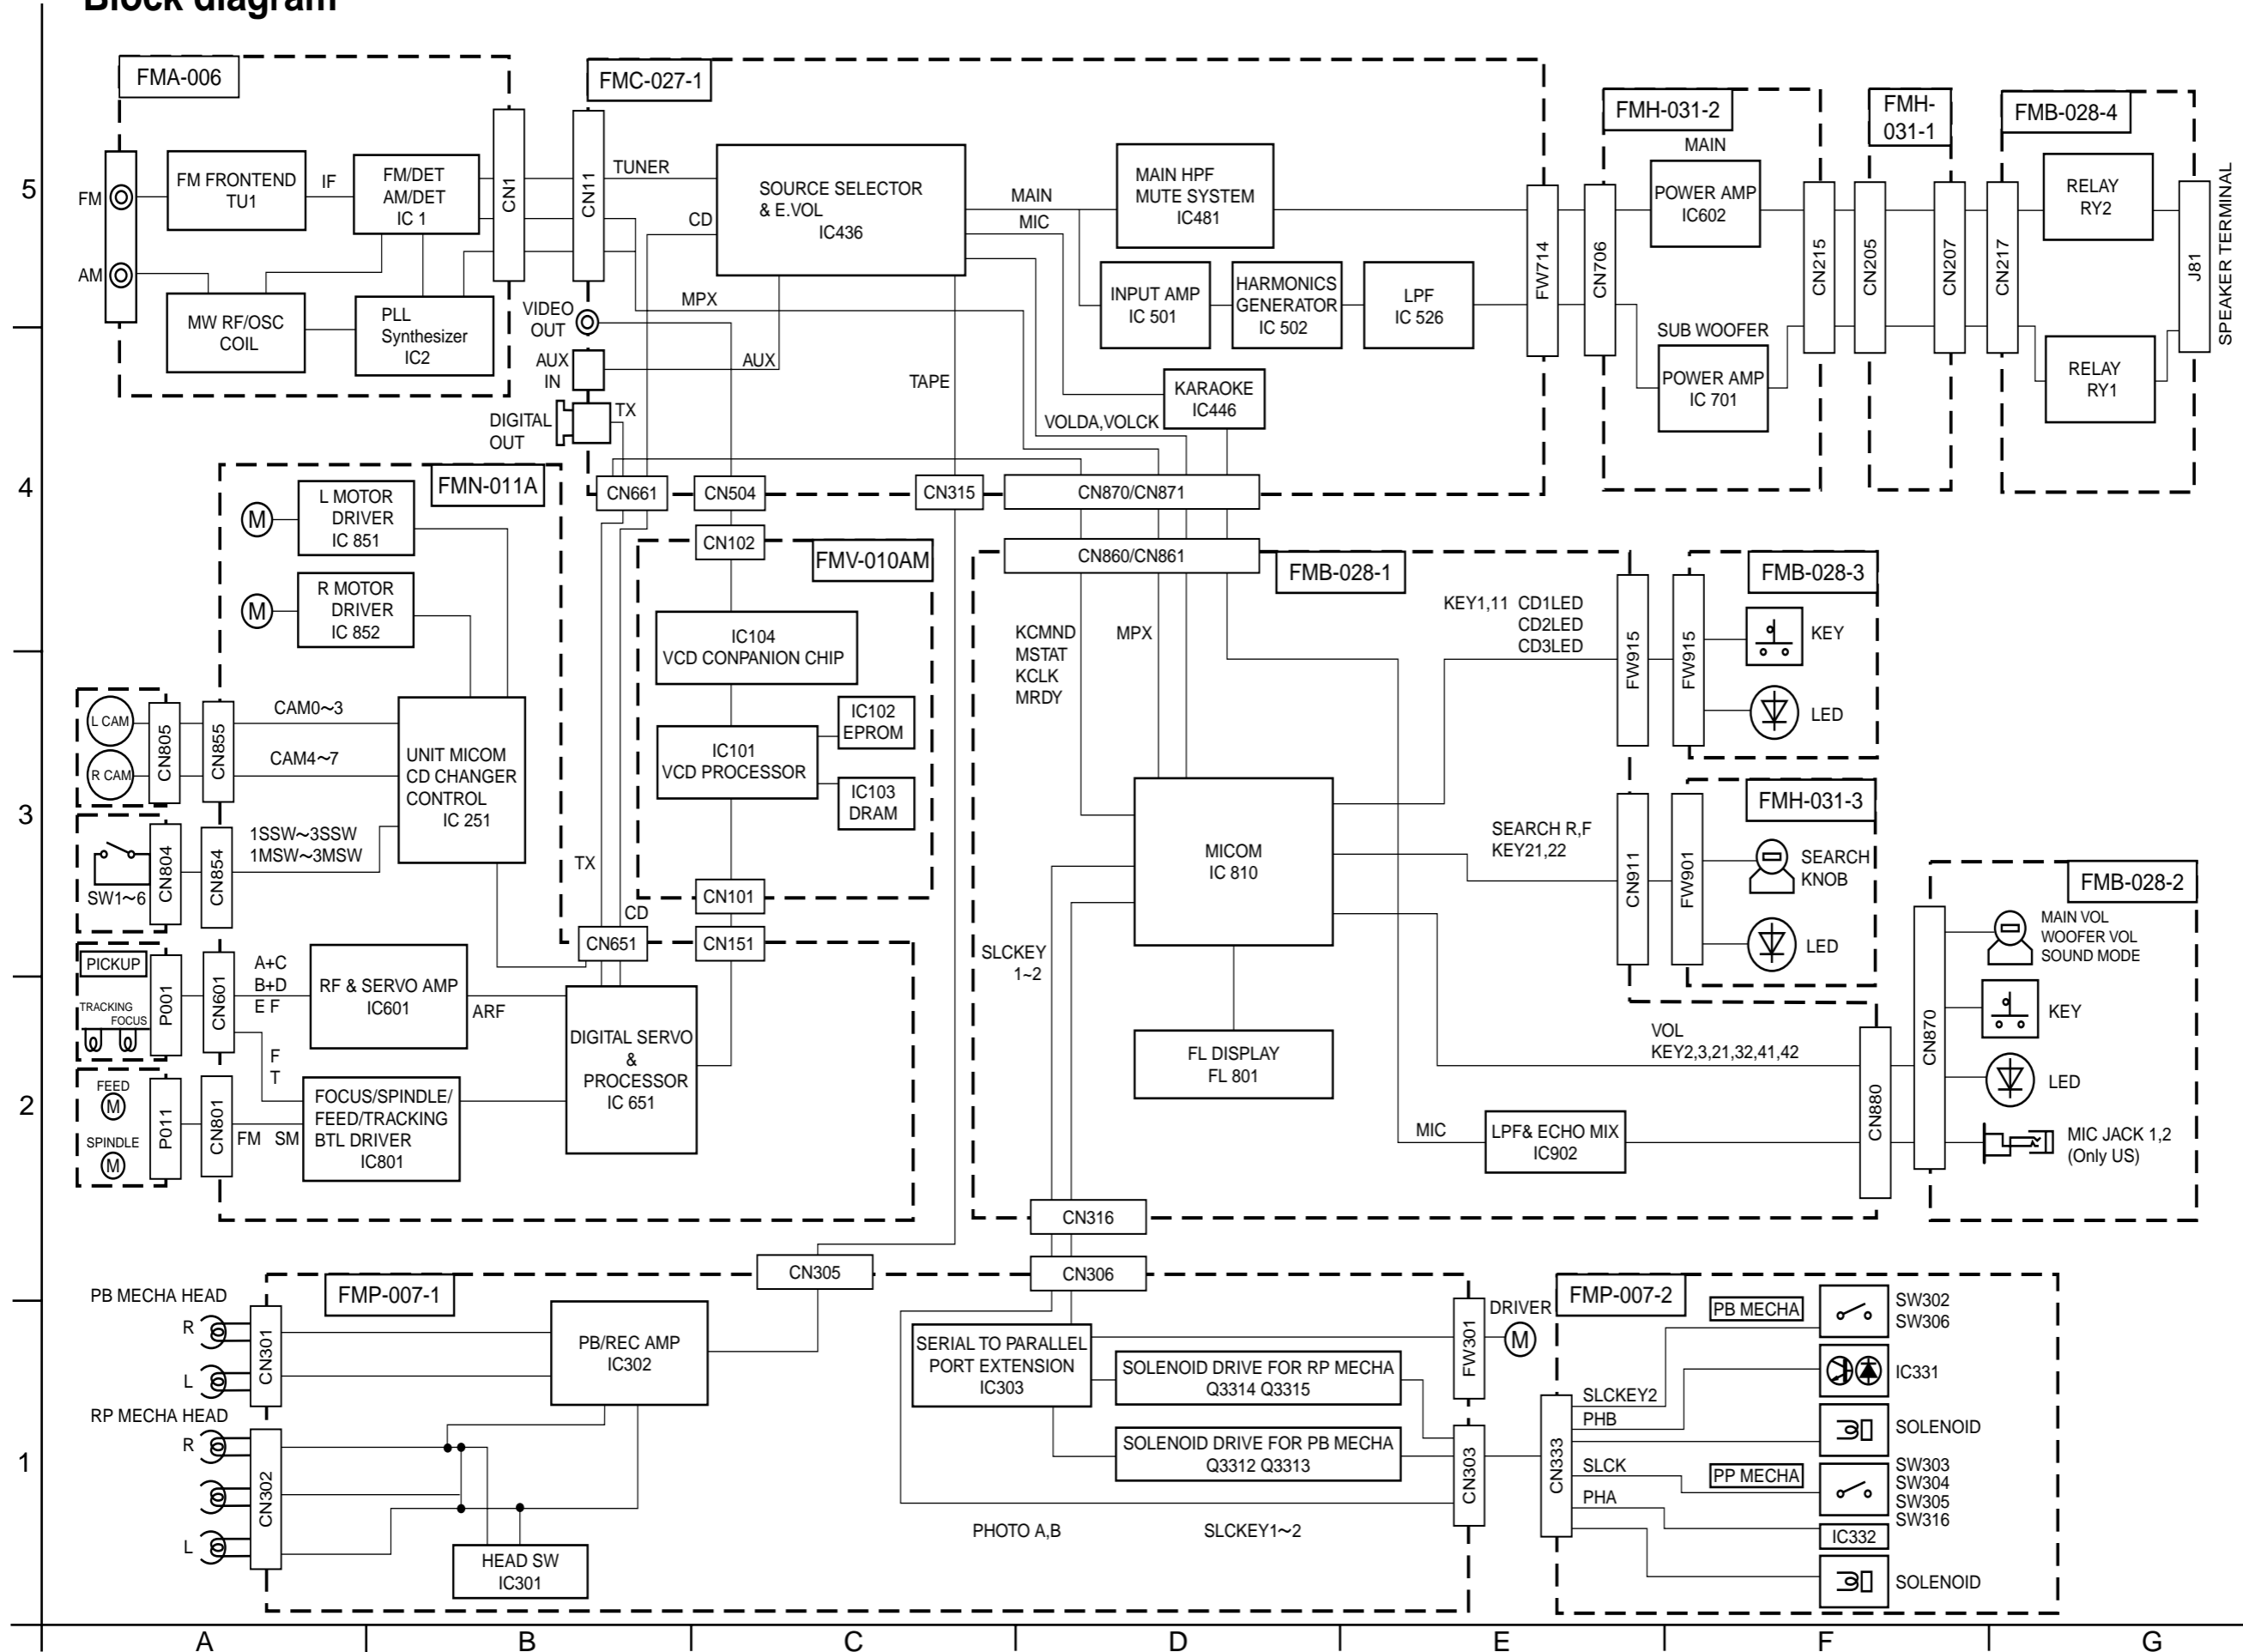 Block diagram
FMA-006
FM
AM
FM FRONTEND
TU1
IF
FM/DET
AM/DET
IC 1
MW RF/OSC
COIL
PLL
Synthesizer
IC2
CN1
FMC-027-1
CN11
TUNER
CD
SOURCE SELECTOR
& E.VOL
IC436
MAIN
MIC
MAIN HPF
MUTE SYSTEM
IC481
INPUT AMP
IC 501
HARMONICS
GENERATOR
IC 502
LPF
IC 526
MPX
VIDEO
OUT
AUX
IN
AUX
DIGITAL
OUT
TX
TAPE
KARAOKE
IC446
VOLDA,VOLCK
FW714
CN661
CN504
CN315
CN870/CN871
FMH-031-2
MAIN
POWER AMP
IC602
SUB WOOFER
POWER AMP
IC 701
CN706
CN215
FMH-
031-1
CN205
CN207
FMB-028-4
CN217
RELAY
RY2
RELAY
RY1
J81
SPEAKER TERMINAL
FMN-011A
M
L MOTOR
DRIVER
IC 851
M
R MOTOR
DRIVER
IC 852
L CAM
R CAM
CN805
CN855
CAM0~3
CAM4~7
UNIT MICOM
CD CHANGER
CONTROL
IC 251
SW1~6
CN804
CN854
1SSW~3SSW
1MSW~3MSW
TX
CD
CN651
CN151
PICKUP
TRACKING
FOCUS
P001
CN601
A+C
B+D
E F
RF & SERVO AMP
IC601
ARF
F
T
DIGITAL SERVO
&
PROCESSOR
IC 651
FEED
M
SPINDLE
M
P011
CN801
FM SM
FOCUS/SPINDLE/
FEED/TRACKING
BTL DRIVER
IC801
CN102
FMV-010AM
IC104
VCD CONPANION CHIP
IC101
VCD PROCESSOR
IC102
EPROM
IC103
DRAM
CN101
CN860/CN861
FMB-028-1
KCMND
MSTAT
KCLK
MRDY
MPX
KEY1,11 CD1LED
CD2LED
CD3LED
FW915
MICOM
IC 810
SEARCH R,F
KEY21,22
CN911
SLCKEY
1~2
FL DISPLAY
FL 801
VOL
KEY2,3,21,32,41,42
MIC
LPF& ECHO MIX
IC902
CN880
CN316
FMB-028-3
FW915
KEY
LED
FMH-031-3
FW901
SEARCH
KNOB
LED
FMB-028-2
CN870
MAIN VOL
WOOFER VOL
SOUND MODE
KEY
LED
MIC JACK 1,2
(Only US)
FMP-007-1
CN305
CN306
PB MECHA HEAD
R
L
CN301
PB/REC AMP
IC302
RP MECHA HEAD
R
L
CN302
HEAD SW
IC301
SERIAL TO PARALLEL
PORT EXTENSION
IC303
SOLENOID DRIVE FOR RP MECHA
Q3314 Q3315
SOLENOID DRIVE FOR PB MECHA
Q3312 Q3313
PHOTO A,B
SLCKEY1~2
FW301
DRIVER
M
CN303
FMP-007-2
CN333
PB MECHA
SW302
SW306
IC331
SLCKEY2
PHB
SOLENOID
SLCK
PP MECHA
SW303
SW304
SW305
SW316
PHA
IC332
SOLENOID
5
4
3
2
1
A
B
C
D
E
F
G